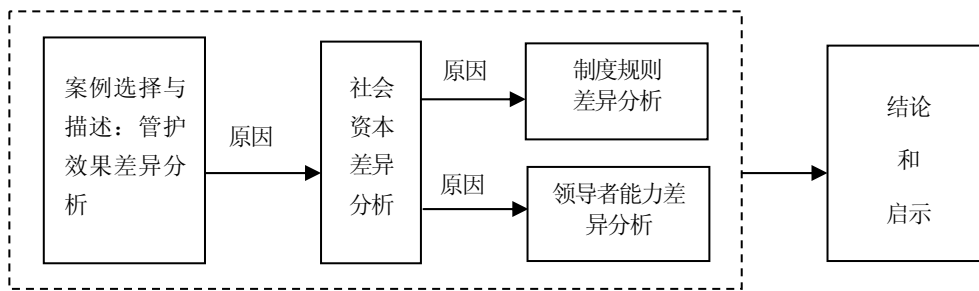 案例选择与
描述：管护
效果差异分
析
原因
社会
资本
差异
分析
原因
制度规则
差异分析
原因
领导者能力差
异分析
结论
和
启示